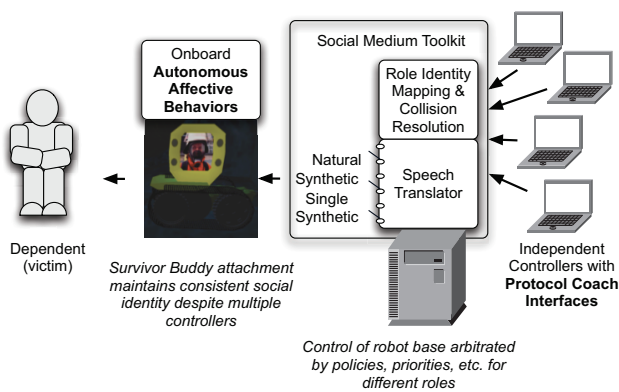 Onboard
Autonomous
Affective
Behaviors
Social Medium Toolkit
Role Identity
Mapping &
Collision
Resolution
Natural
Synthetic
Single
Synthetic
Speech
Translator
Dependent
(victim)
Survivor Buddy attachment
maintains consistent social
identity despite multiple
controllers
Independent
Controllers with
Protocol Coach
Interfaces
Control of robot base arbitrated
by policies, priorities, etc. for
different roles